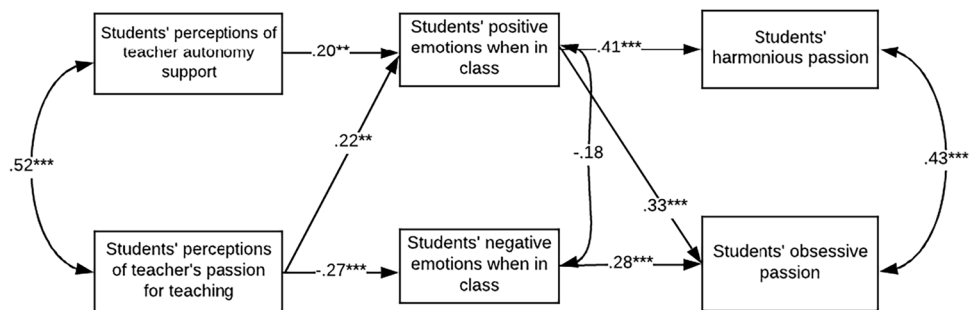 Students' perceptions of
teacher autonomy
support
.20**
Students' positive
emotions when in
class
.41***
Students'
harmonious passion
.52***
.22**
-.18
.33***
.43***
Students' perceptions
of teacher's passion
for teaching
-.27***
Students' negative
emotions when in
class
.28***
Students' obsessive
passion